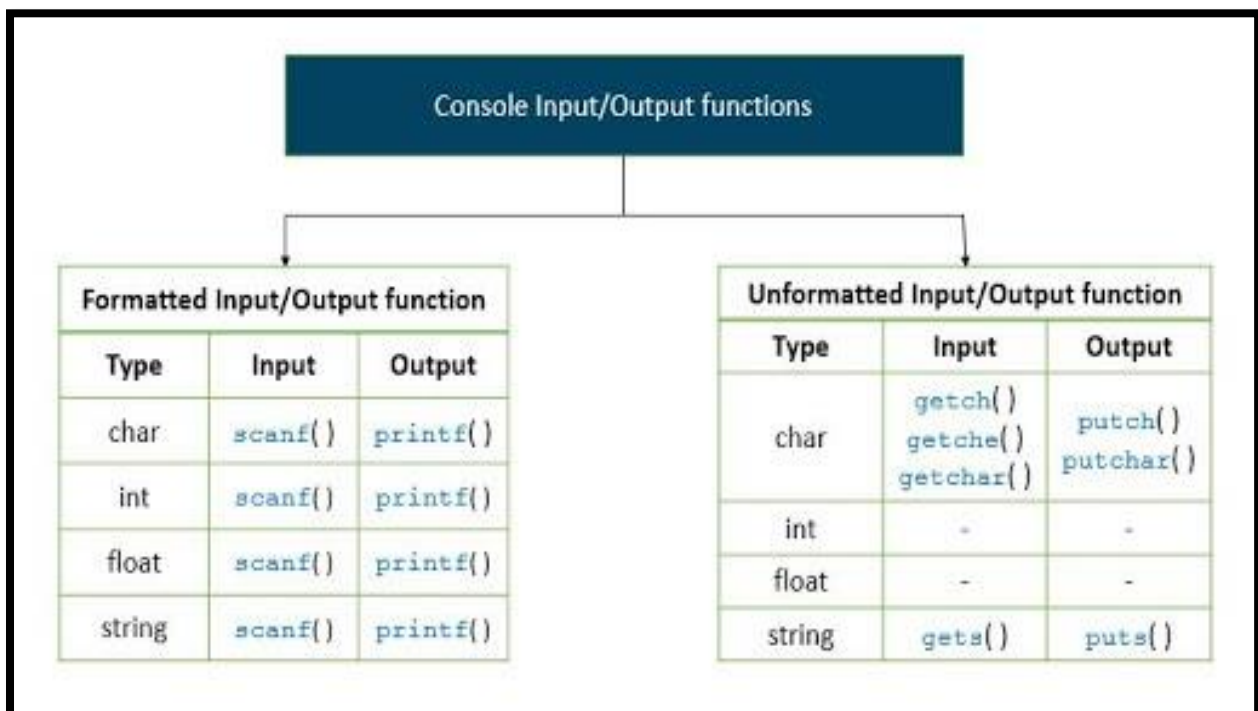 Console Input/Output functions
Formatted Input/Output function
Type Input Output
char scanf() printf()
int scanf() printf()
float scanf() printf()
string scanf() printf()
Unformatted Input/Output function
Type Input Output
char getch() getche() getchar() putch() putchar()
int - -
float - -
string gets() puts()